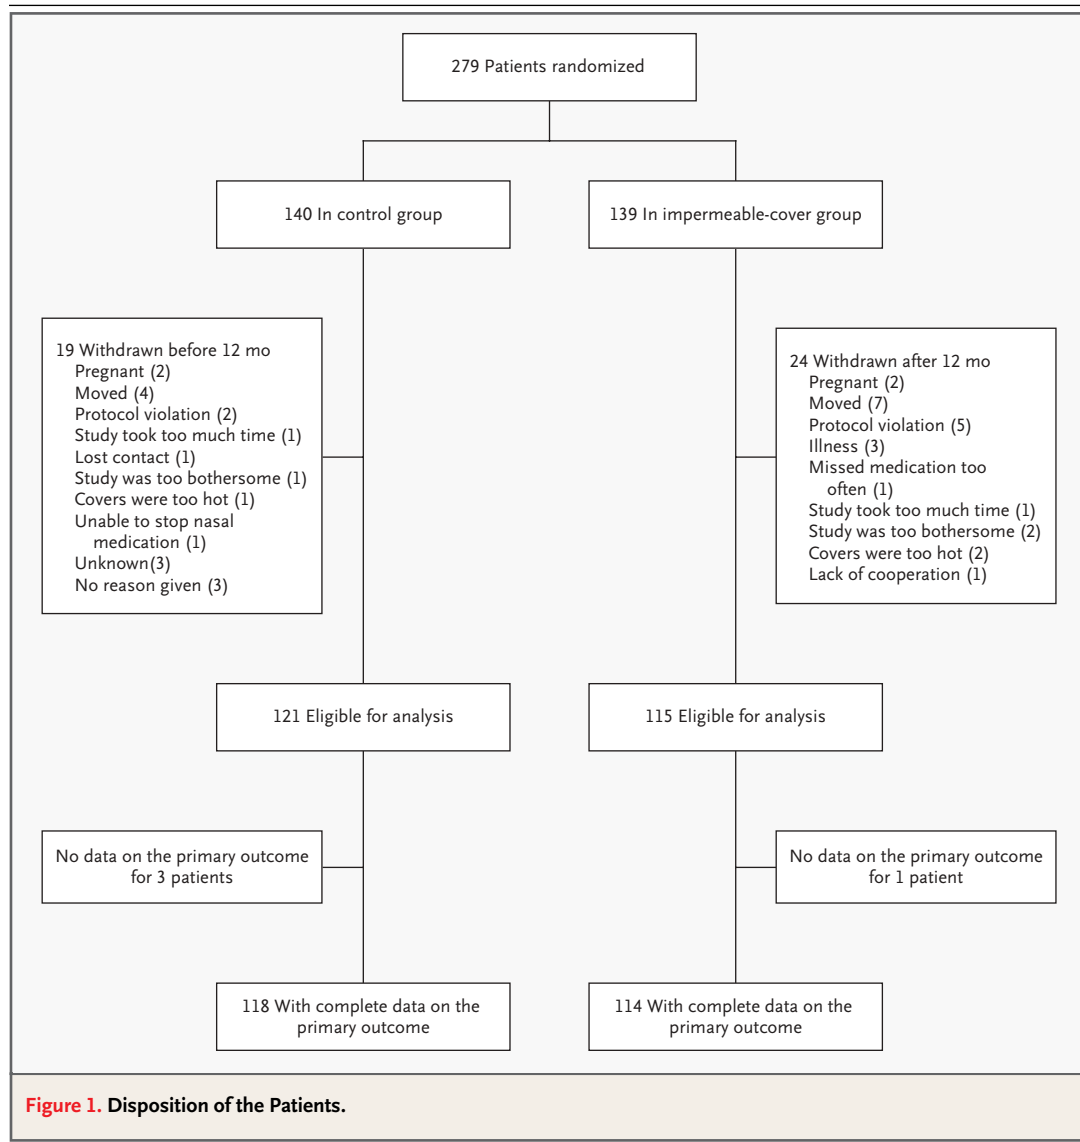 279 Patients randomized
140 In control group
139 In impermeable-cover group
19 Withdrawn before 12 mo
Pregnant (2)
Moved (4)
Protocol violation (2)
Study took too much time (1)
Lost contact (1)
Study was too bothersome (1)
Covers were too hot (1)
Unable to stop nasal
medication (1)
Unknown(3)
No reason given (3)
24 Withdrawn after 12 mo
Pregnant (2)
Moved (7)
Protocol violation (5)
Illness (3)
Missed medication too
often (1)
Study took too much time (1)
Study was too bothersome (2)
Covers were too hot (2)
Lack of cooperation (1)
121 Eligible for analysis
115 Eligible for analysis
No data on the primary outcome
for 3 patients
No data on the primary outcome
for 1 patient
118 With complete data on the
primary outcome
114 With complete data on the
primary outcome
Figure 1. Disposition of the Patients.